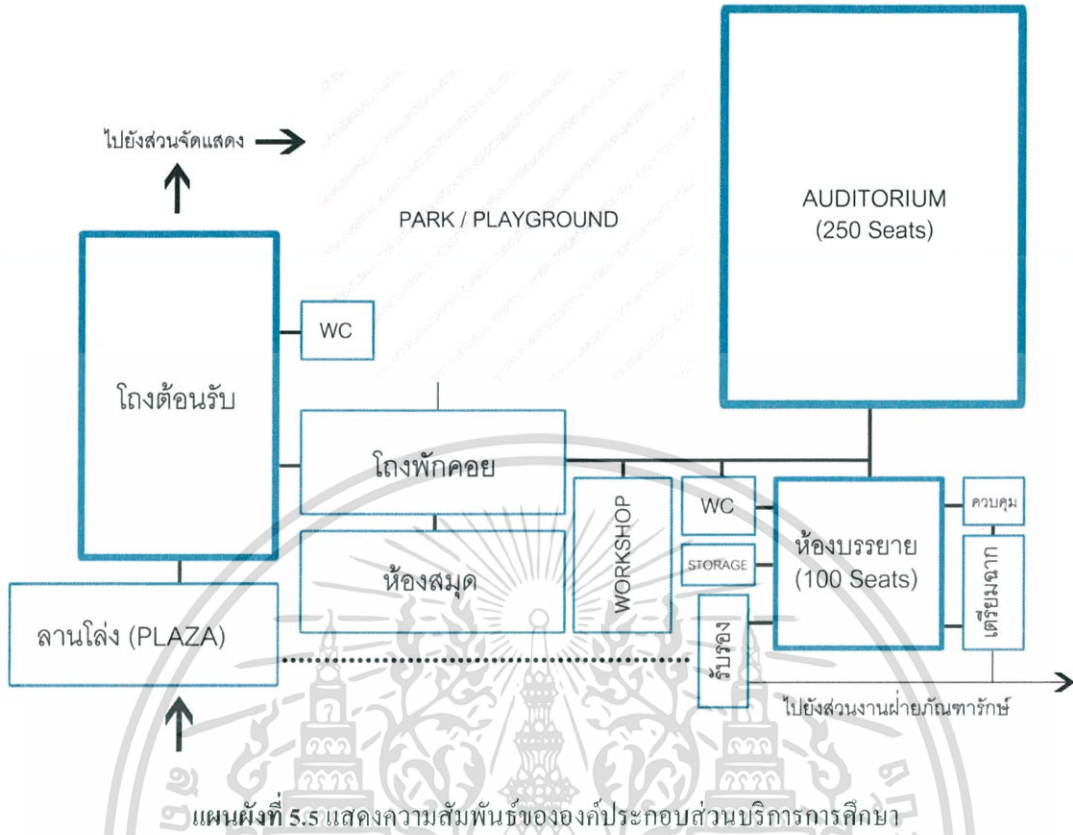 ไปยังส่วนจัดแสดง
PARK / PLAYGROUND
AUDITORIUM
(250 Seats)
WC
โถงต้อนรับ
โถงพักคอย
ห้องสมุด
WORKSHOP
WC
STORAGE
รับรอง
ห้องบรรยาย
(100 Seats)
ควบคุม
เตรียมฉาก
ลานโล่ง (PLAZA)
ไปยังส่วนงานฝ่ายภัณฑารักษ์
แผนผังที่ 5.5 แสดงความสัมพันธ์ขององค์ประกอบส่วนบริการการศึกษา